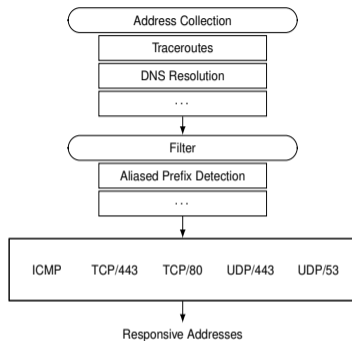 Address Collection
Traceroutes
DNS Resolution
...
Filter
Aliased Prefix Detection
...
ICMP TCP/443 TCP/80 UDP/443 UDP/53
Responsive Addresses